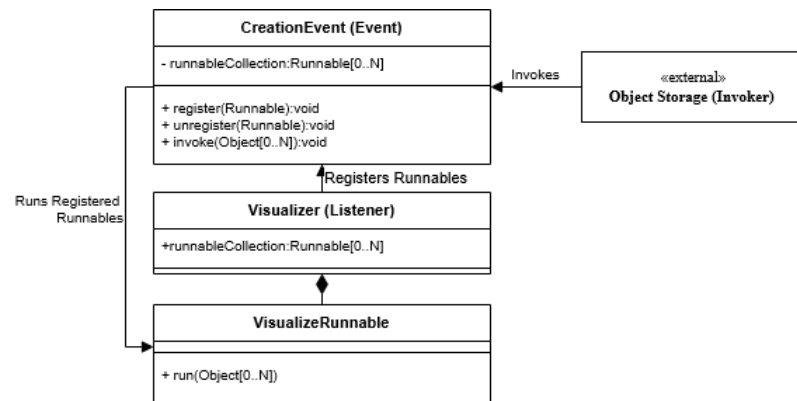 CreationEvent (Event)
- runnableCollection:Runnable[0..N]
+ register(Runnable):void
+ unregister(Runnable):void
+ invoke(Object[0..N]):void
Invokes
«external»
Object Storage (Invoker)
Registers Runnables
Runs Registered
Runnables
Visualizer (Listener)
+runnableCollection:Runnable[0..N]
VisualizeRunnable
+ run(Object[0..N])